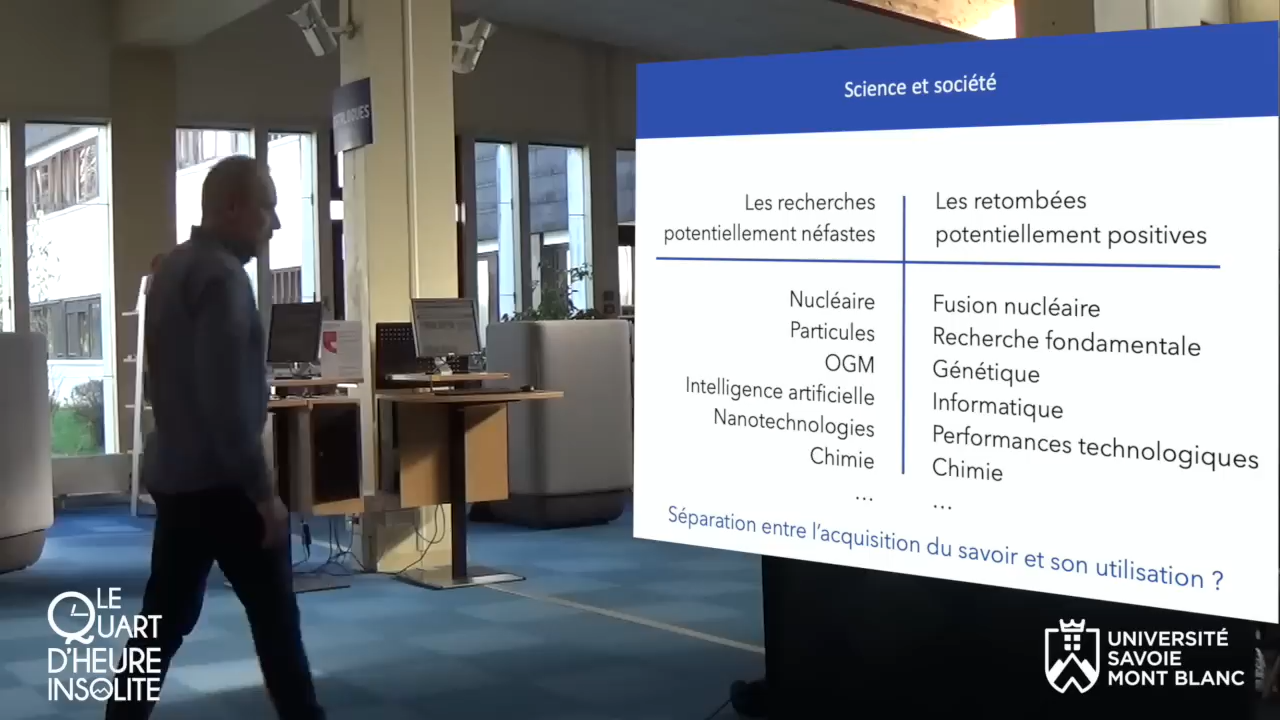 Science et société
Les recherches
potentiellement néfastes
Les retombées
potentiellement positives
Nucléaire
Particules
OGM
Intelligence artificielle
Nanotechnologies
Chimie
...
Fusion nucléaire
Recherche fondamentale
Génétique
Informatique
Performances technologiques
Chimie
...
Séparation entre l'acquisition du savoir et son utilisation ?
LE
QUART
D'HEURE
INSOLITE
UNIVERSITÉ
SAVOIE
MONT BLANC